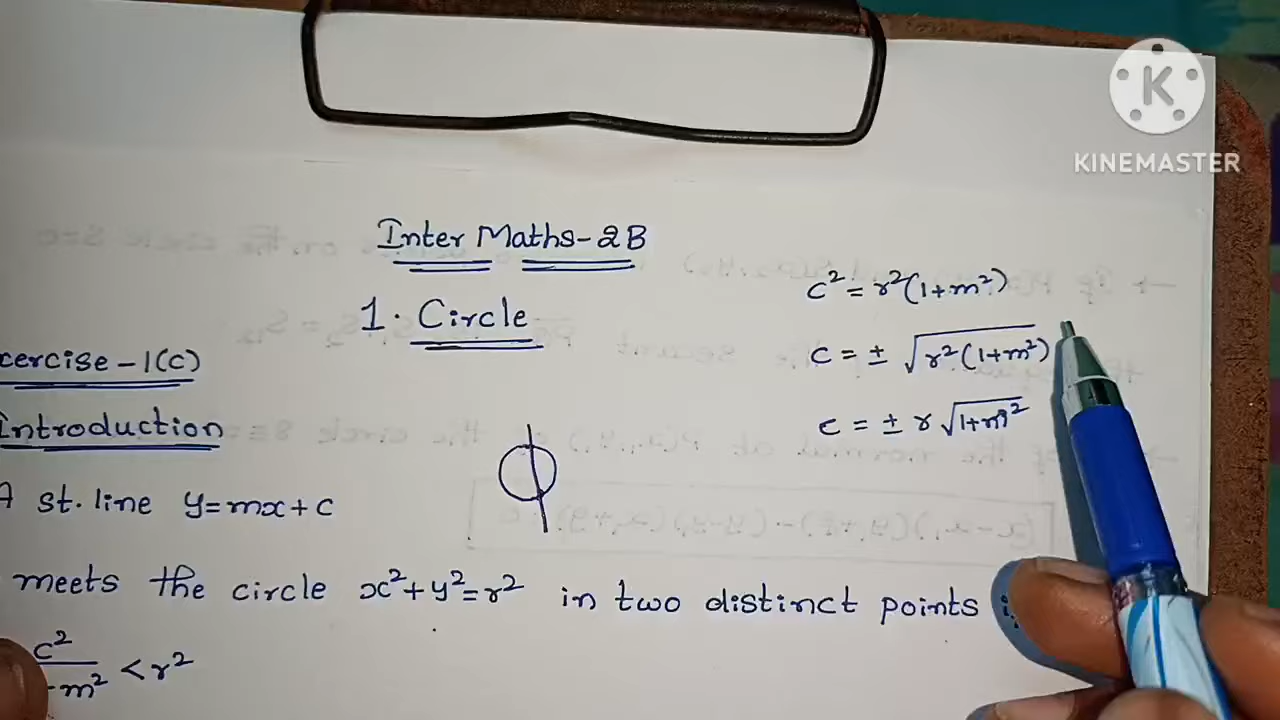 KINEMASTER
Inter Maths-2B
1. Circle
c² = r²(1+m²)
c = ± √r²(1+m²)
c = ± r √1+m²
xercise-1(c)
Introduction
A st. line y=mx+c
meets the circle x²+y²=r² in two distinct points
c²/+m² < r²